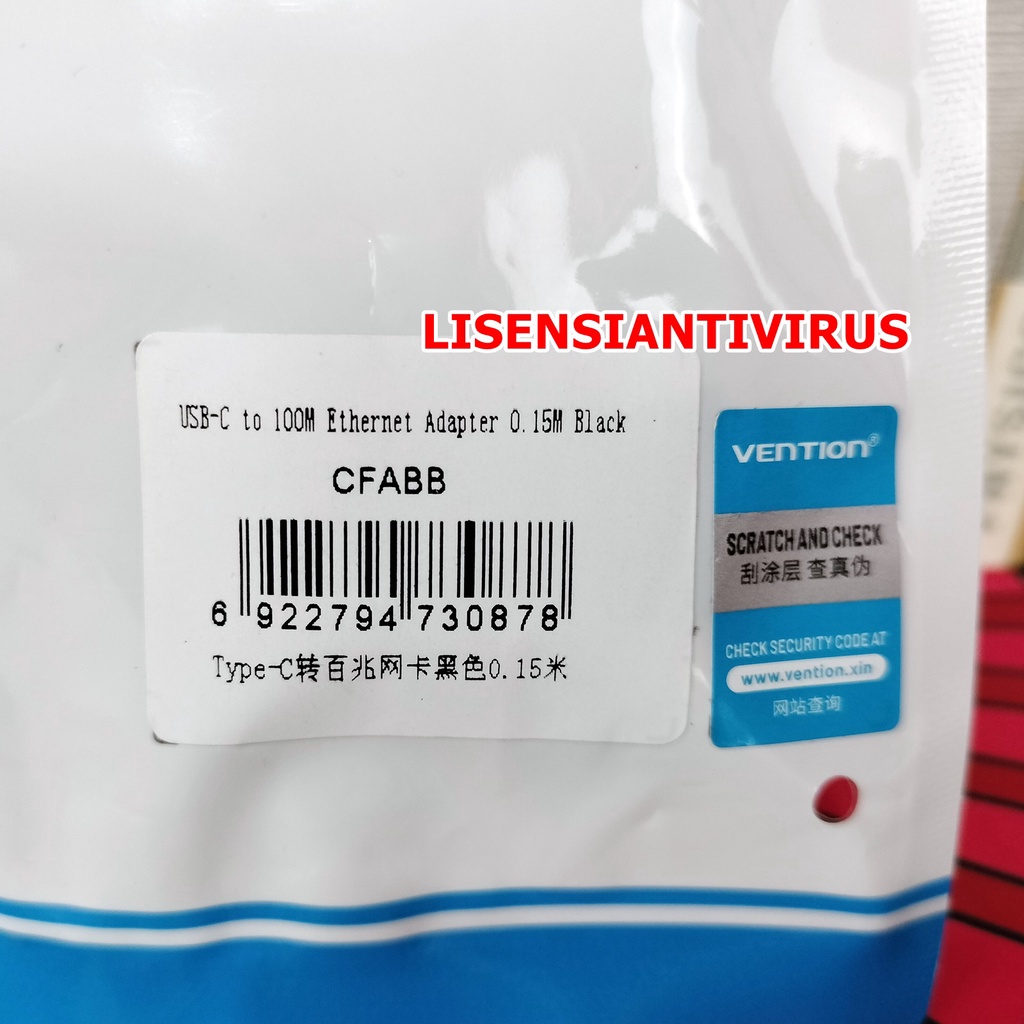 LISENSIANTIVIRUS
USB-C to 100M Ethernet Adapter 0.15M Black
CFABB
6 922794 730878
Type-C转百兆网卡黑色0.15米
VENTION®
SCRATCH AND CHECK
刮涂层 查真伪
CHECK SECURITY CODE AT
www.vention.xin
网站查询